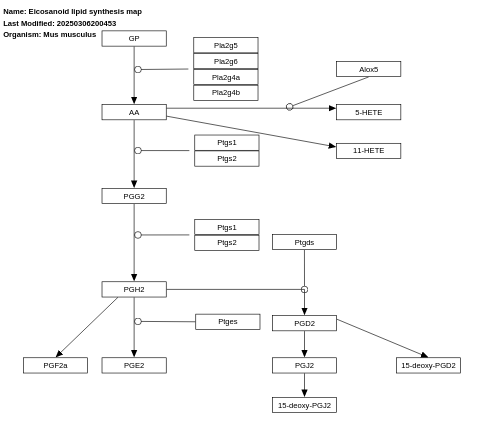 Name: Eicosanoid lipid synthesis map
Last Modified: 20250306200453
Organism: Mus musculus
GP
Pla2g5
Pla2g6
Pla2g4a
Pla2g4b
Alox5
AA
5-HETE
Ptgs1
Ptgs2
11-HETE
PGG2
Ptgs1
Ptgs2
Ptgds
PGH2
Ptges
PGD2
PGF2a
PGE2
PGJ2
15-deoxy-PGD2
15-deoxy-PGJ2